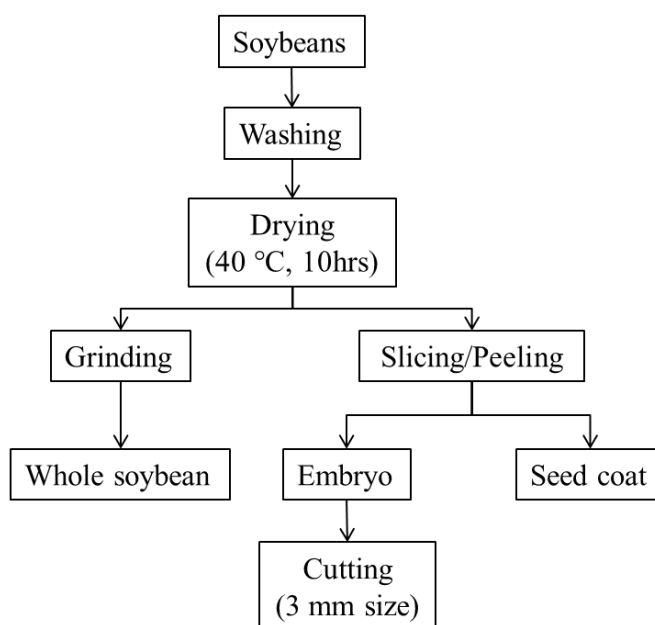 Soybeans
Washing
Drying
(40 °C, 10hrs)
Grinding
Slicing/Peeling
Whole soybean
Embryo
Seed coat
Cutting
(3 mm size)